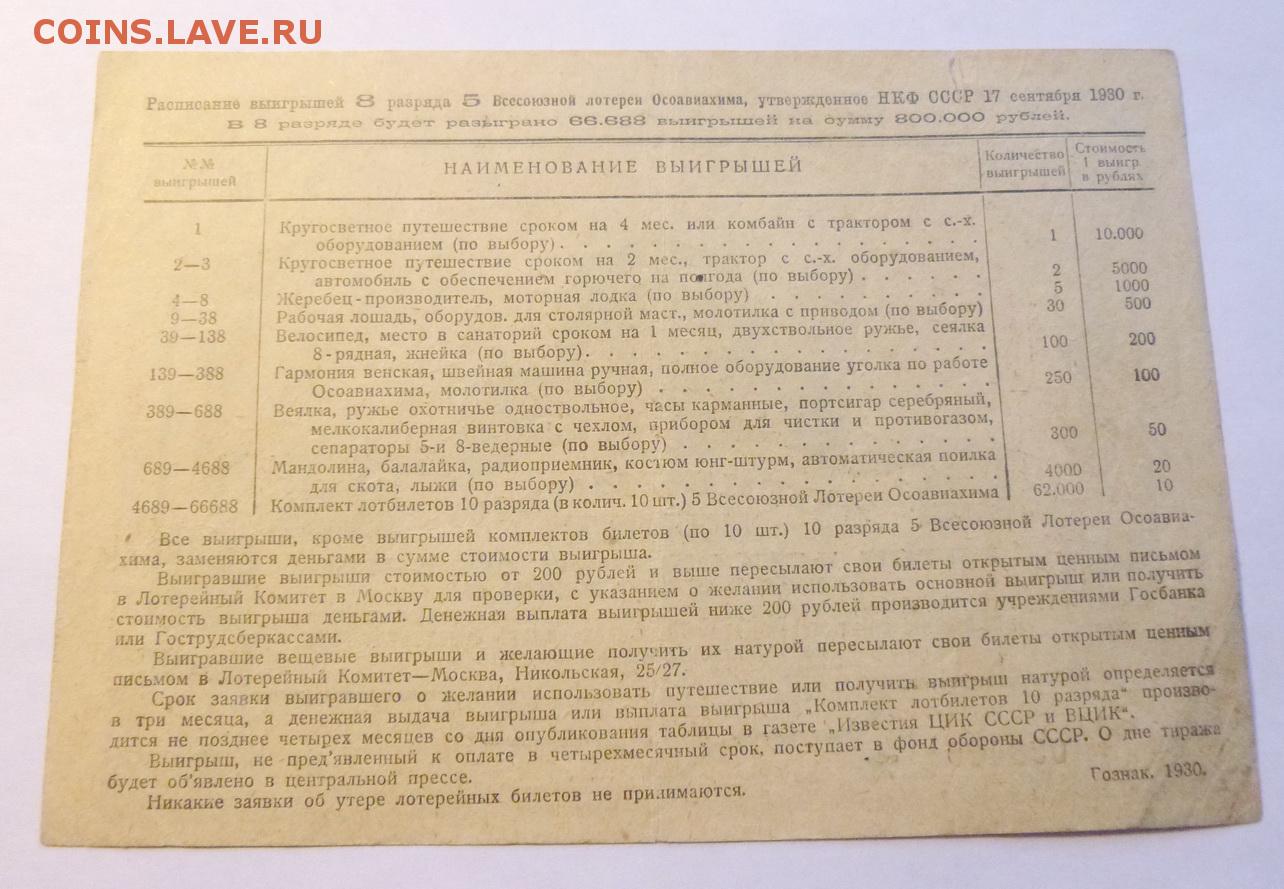 COINS.LAVE.RU
Расписание выигрышей 8 разряда 5 Всесоюзной лотереи Осоавиахима, утвержденное НКФ СССР 17 сентября 1930 г.
В 8 разряде будет разыграно 66.688 выигрышей на сумму 800.000 рублей.
№№ выигрышей
НАИМЕНОВАНИЕ ВЫИГРЫШЕЙ
Количество выигрышей
Стоимость 1 выигр. в рублях
1 Кругосветное путешествие сроком на 4 мес. или комбайн с трактором с с.-х.
оборудованием (по выбору) . . . . . . . . . . . . . . . . 1 10.000
2—3 Кругосветное путешествие сроком на 2 мес., трактор с с.-х. оборудованием,
автомобиль с обеспечением горючего на полгода (по выбору) . . . . . . 2 5000
4—8 Жеребец-производитель, моторная лодка (по выбору) . . . . . . . . . . 5 1000
9—38 Рабочая лошадь, оборудов. для столярной маст., молотилка с приводом (по выбору) 30 500
39—138 Велосипед, место в санаторий сроком на 1 месяц, двухствольное ружье, сеялка
8-рядная, жнейка (по выбору). . . . . . . . . . . . . . 100 200
139—388 Гармония венская, швейная машина ручная, полное оборудование уголка по работе
Осоавиахима, молотилка (по выбору) . . . . . . . . . . . . 250 100
389—688 Веялка, ружье охотничье одноствольное, часы карманные, портсигар серебряный,
мелкокалиберная винтовка с чехлом, прибором для чистки и противогазом,
сепараторы 5-и 8-ведерные (по выбору) . . . . . . . . . . . 300 50
689—4688 Мандолина, балалайка, радиоприемник, костюм юнг-штурм, автоматическая поилка
для скота, лыжи (по выбору) . . . . . . . . . . . . . . 4000 20
4689—66688 Комплект лотбилетов 10 разряда (в колич. 10 шт.) 5 Всесоюзной Лотереи Осоавиахима 62.000 10
Все выигрыши, кроме выигрышей комплектов билетов (по 10 шт.) 10 разряда 5 Всесоюзной Лотереи Осоавиа-
хима, заменяются деньгами в сумме стоимости выигрыша.
Выигравшие выигрыши стоимостью от 200 рублей и выше пересылают свои билеты открытым ценным письмом
в Лотерейный Комитет в Москву для проверки, с указанием о желании использовать основной выигрыш или получить
стоимость выигрыша деньгами. Денежная выплата выигрышей ниже 200 рублей производится учреждениями Госбанка
или Гострудсберкассами.
Выигравшие вещевые выигрыши и желающие получить их натурой пересылают свои билеты открытым ценным
письмом в Лотерейный Комитет—Москва, Никольская, 25/27.
Срок заявки выигравшего о желании использовать путешествие или получить выигрыш натурой определяется
в три месяца, а денежная выдача выигрыша или выплата выигрыша „Комплект лотбилетов 10 разряда“ произво-
дится не позднее четырех месяцев со дня опубликования таблицы в газете „Известия ЦИК СССР и ВЦИК“.
Выигрыш, не пред'явленный к оплате в четырехмесячный срок, поступает в фонд обороны СССР. О дне тиража
будет об'явлено в центральной прессе.
Никакие заявки об утере лотерейных билетов не принимаются.
Гознак. 1930.